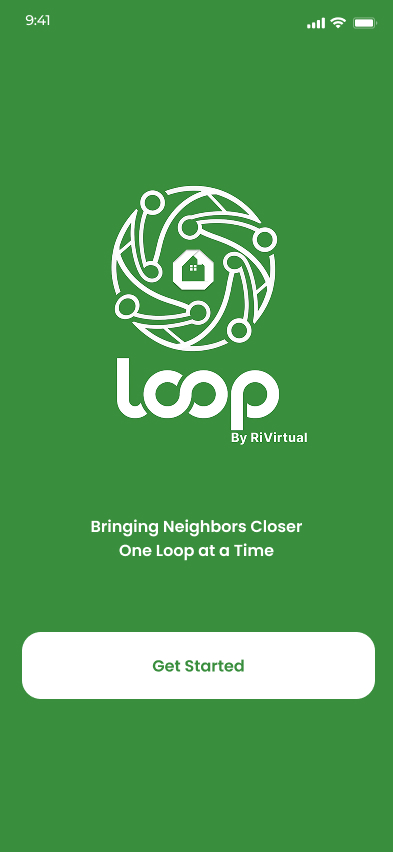 9:41
loop
By RiVirtual
Bringing Neighbors Closer
One Loop at a Time
Get Started